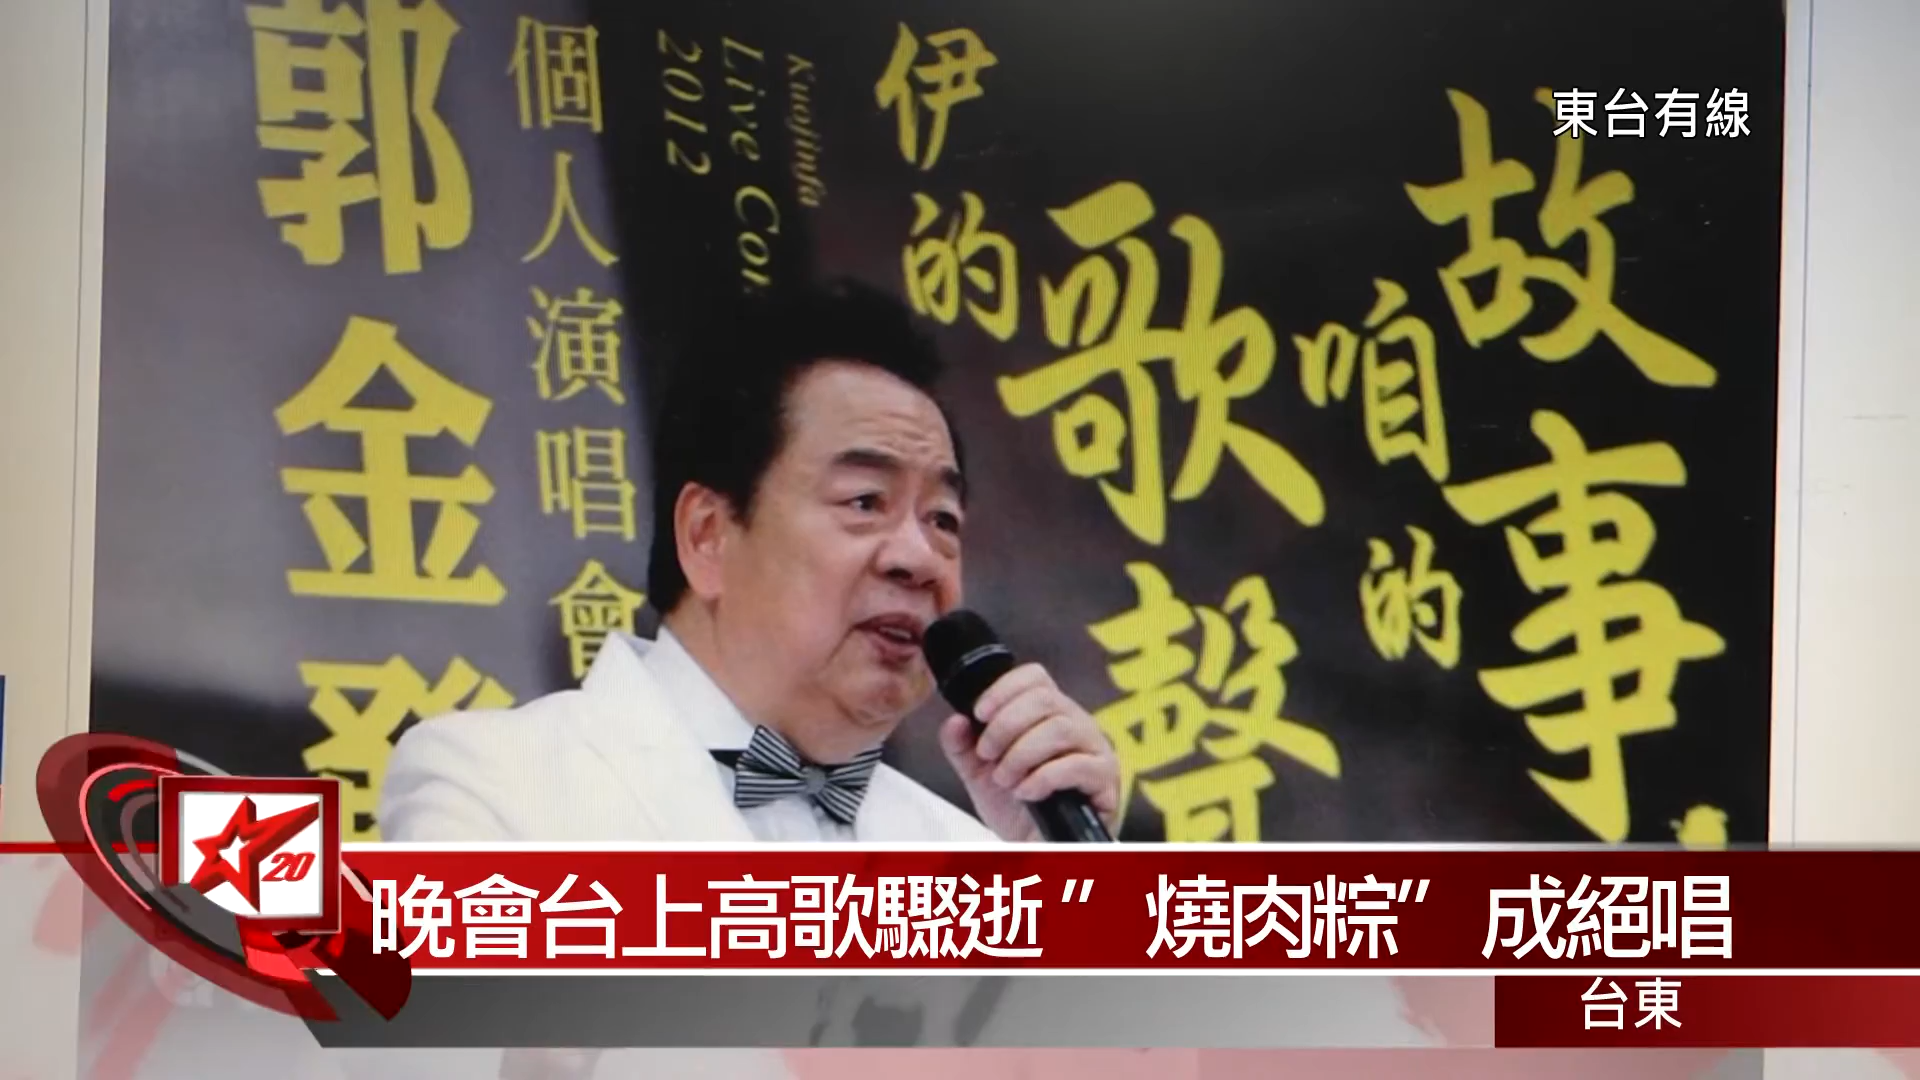 郭金發
個人演唱會
Kuojinfa
Live Con
2012
伊的歌聲
咱的故事
東台有線
20
晚會台上高歌驟逝 ”燒肉粽” 成絕唱
台東